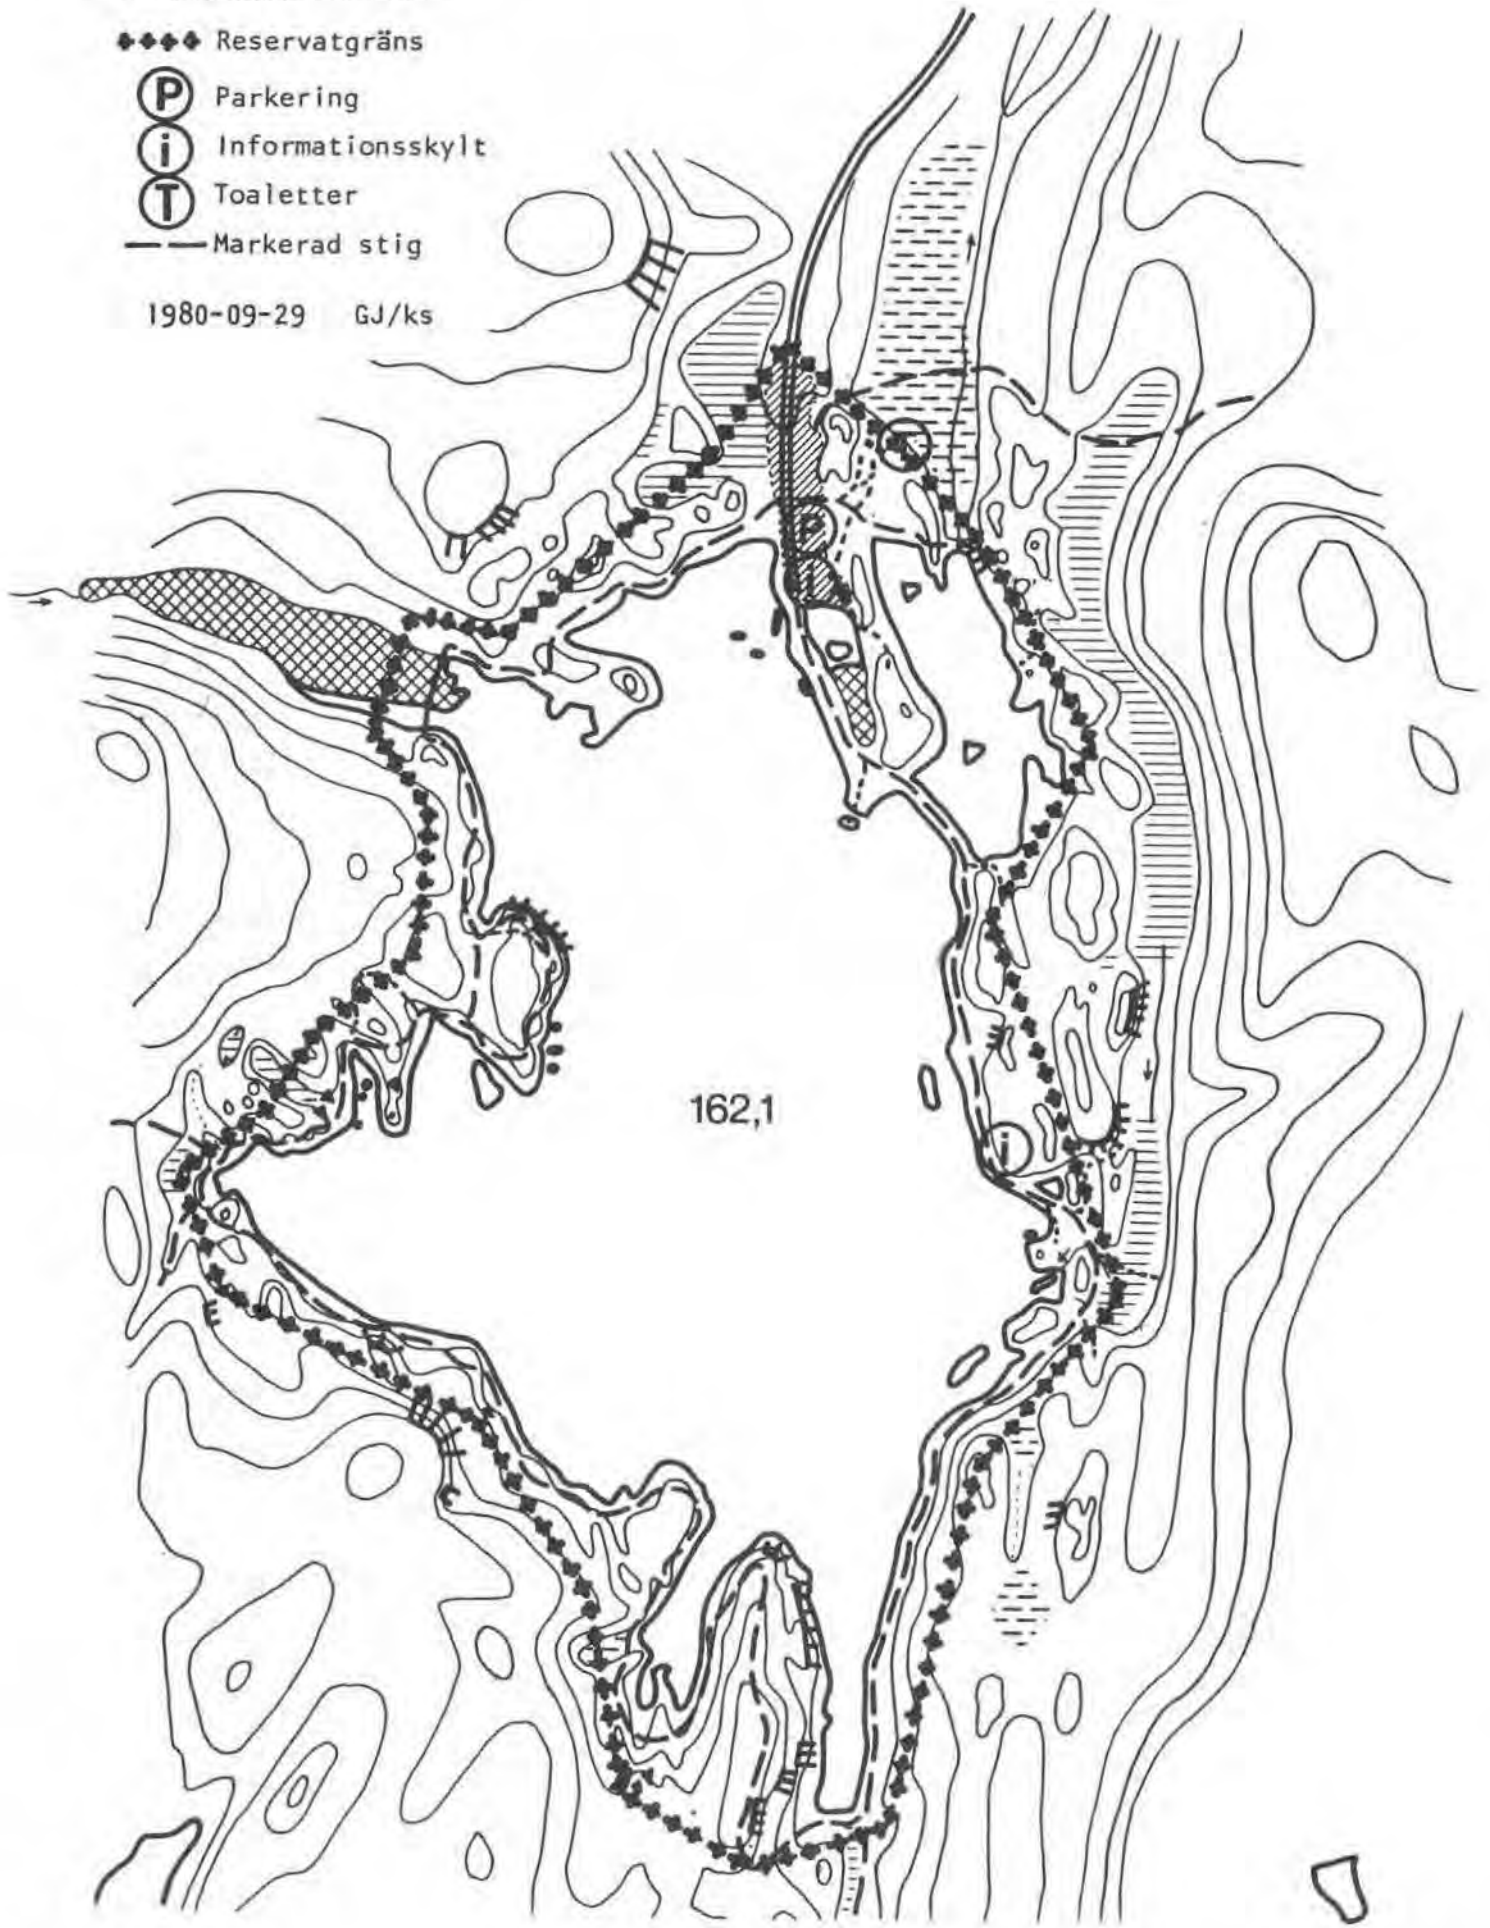 Reservatgräns
P Parkering
i Informationsskylt
T Toaletter
Markerad stig
1980-09-29 GJ/ks
T
P
162,1
i